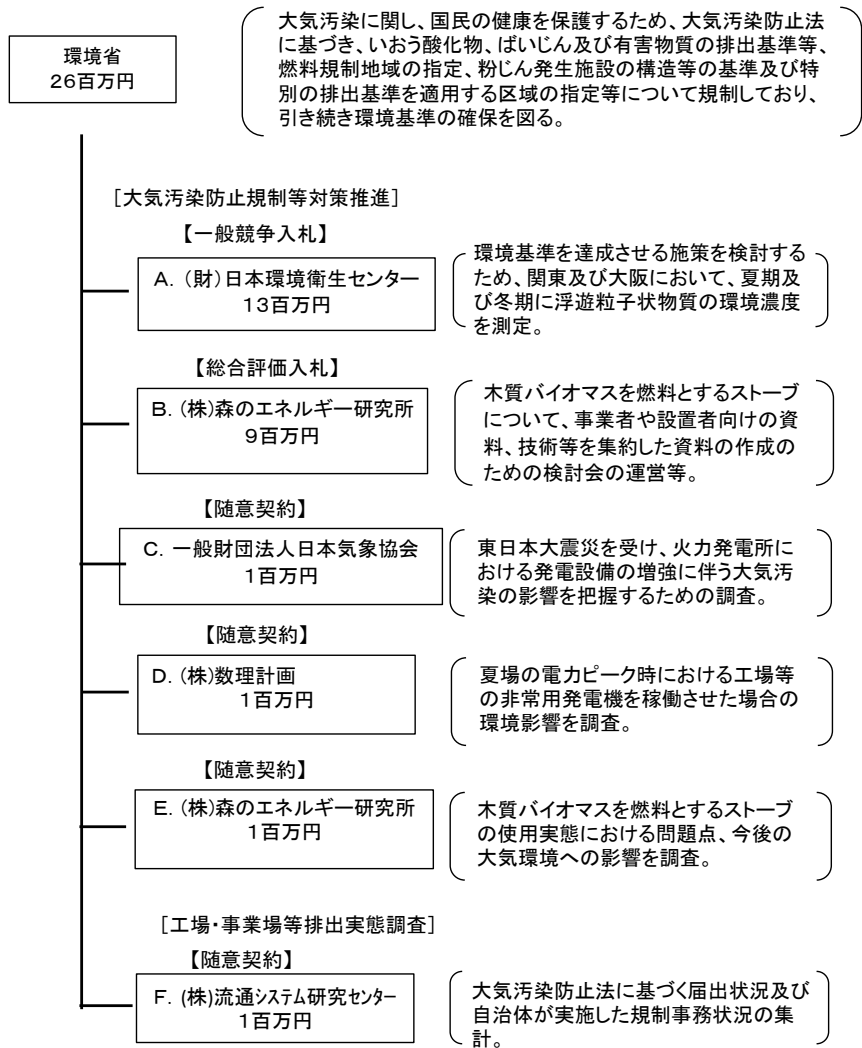 環境省
26百万円
大気汚染に関し、国民の健康を保護するため、大気汚染防止法
に基づき、いおう酸化物、ばいじん及び有害物質の排出基準等、
燃料規制地域の指定、粉じん発生施設の構造等の基準及び特
別の排出基準を適用する区域の指定等について規制しており、
引き続き環境基準の確保を図る。
［大気汚染防止規制等対策推進］
【一般競争入札】
A．（財）日本環境衛生センター
13百万円
環境基準を達成させる施策を検討する
ため、関東及び大阪において、夏期及
び冬期に浮遊粒子状物質の環境濃度
を測定。
【総合評価入札】
B．（株）森のエネルギー研究所
9百万円
木質バイオマスを燃料とするストーブ
について、事業者や設置者向けの資
料、技術等を集約した資料の作成の
ための検討会の運営等。
【随意契約】
C．一般財団法人日本気象協会
1百万円
東日本大震災を受け、火力発電所に
おける発電設備の増強に伴う大気汚
染の影響を把握するための調査。
【随意契約】
D．（株）数理計画
1百万円
夏場の電力ピーク時における工場等
の非常用発電機を稼働させた場合の
環境影響を調査。
【随意契約】
E．（株）森のエネルギー研究所
1百万円
木質バイオマスを燃料とするストーブ
の使用実態における問題点、今後の
大気環境への影響を調査。
［工場・事業場等排出実態調査］
【随意契約】
F．（株）流通システム研究センター
1百万円
大気汚染防止法に基づく届出状況及び
自治体が実施した規制事務状況の集
計。